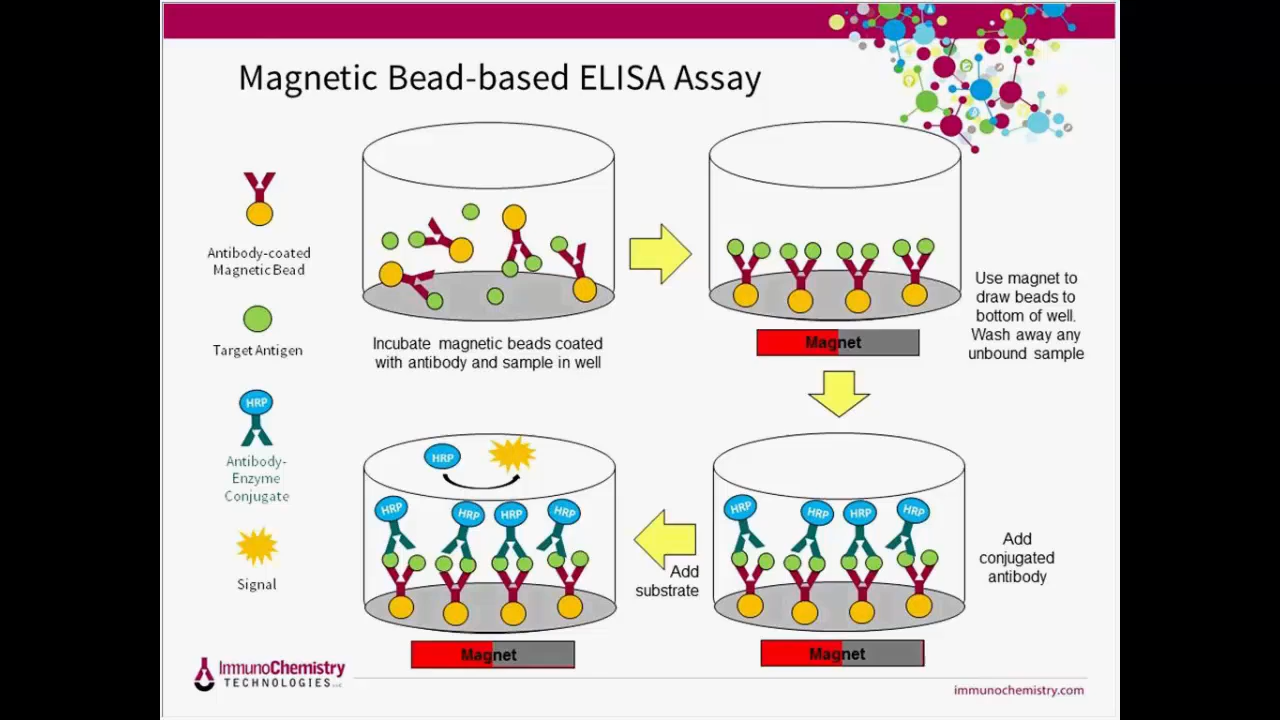 Magnetic Bead-based ELISA Assay
Antibody-coated
Magnetic Bead
Target Antigen
HRP
Antibody-
Enzyme
Conjugate
Signal
Incubate magnetic beads coated
with antibody and sample in well
Use magnet to
draw beads to
bottom of well.
Wash away any
unbound sample
Magnet
HRP
HRP
HRP
HRP
HRP
Add
substrate
Magnet
HRP
HRP
HRP
HRP
Add
conjugated
antibody
Magnet
ImmunoChemistry
TECHNOLOGIES
immunochemistry.com